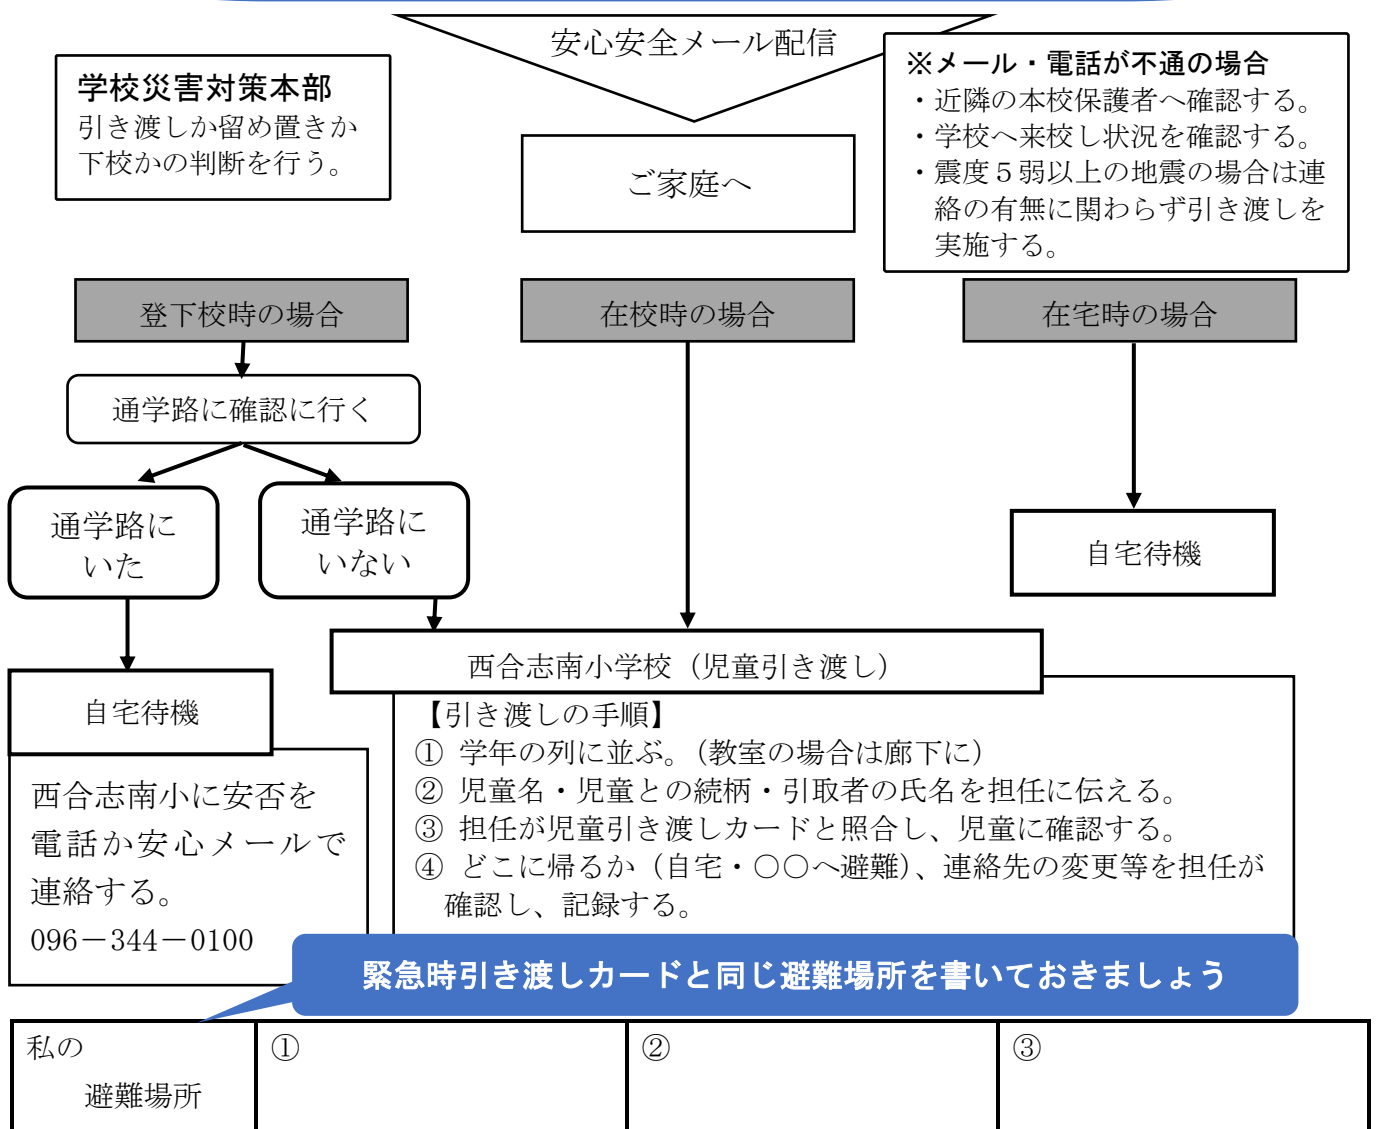 安心安全メール配信
学校災害対策本部
引き渡しか留め置きか
下校かの判断を行う。
ご家庭へ
※メール・電話が不通の場合
・近隣の本校保護者へ確認する。
・学校へ来校し状況を確認する。
・震度５弱以上の地震の場合は連
絡の有無に関わらず引き渡しを
実施する。
登下校時の場合
在校時の場合
在宅時の場合
通学路に確認に行く
通学路に
いた
通学路に
いない
自宅待機
西合志南小学校（児童引き渡し）
自宅待機
西合志南小に安否を
電話か安心メールで
連絡する。
096－344－0100
【引き渡しの手順】
① 学年の列に並ぶ。（教室の場合は廊下に）
② 児童名・児童との続柄・引取者の氏名を担任に伝える。
③ 担任が児童引き渡しカードと照合し、児童に確認する。
④ どこに帰るか（自宅・〇〇へ避難）、連絡先の変更等を担任が
確認し、記録する。
緊急時引き渡しカードと同じ避難場所を書いておきましょう
私の
避難場所
①
②
③